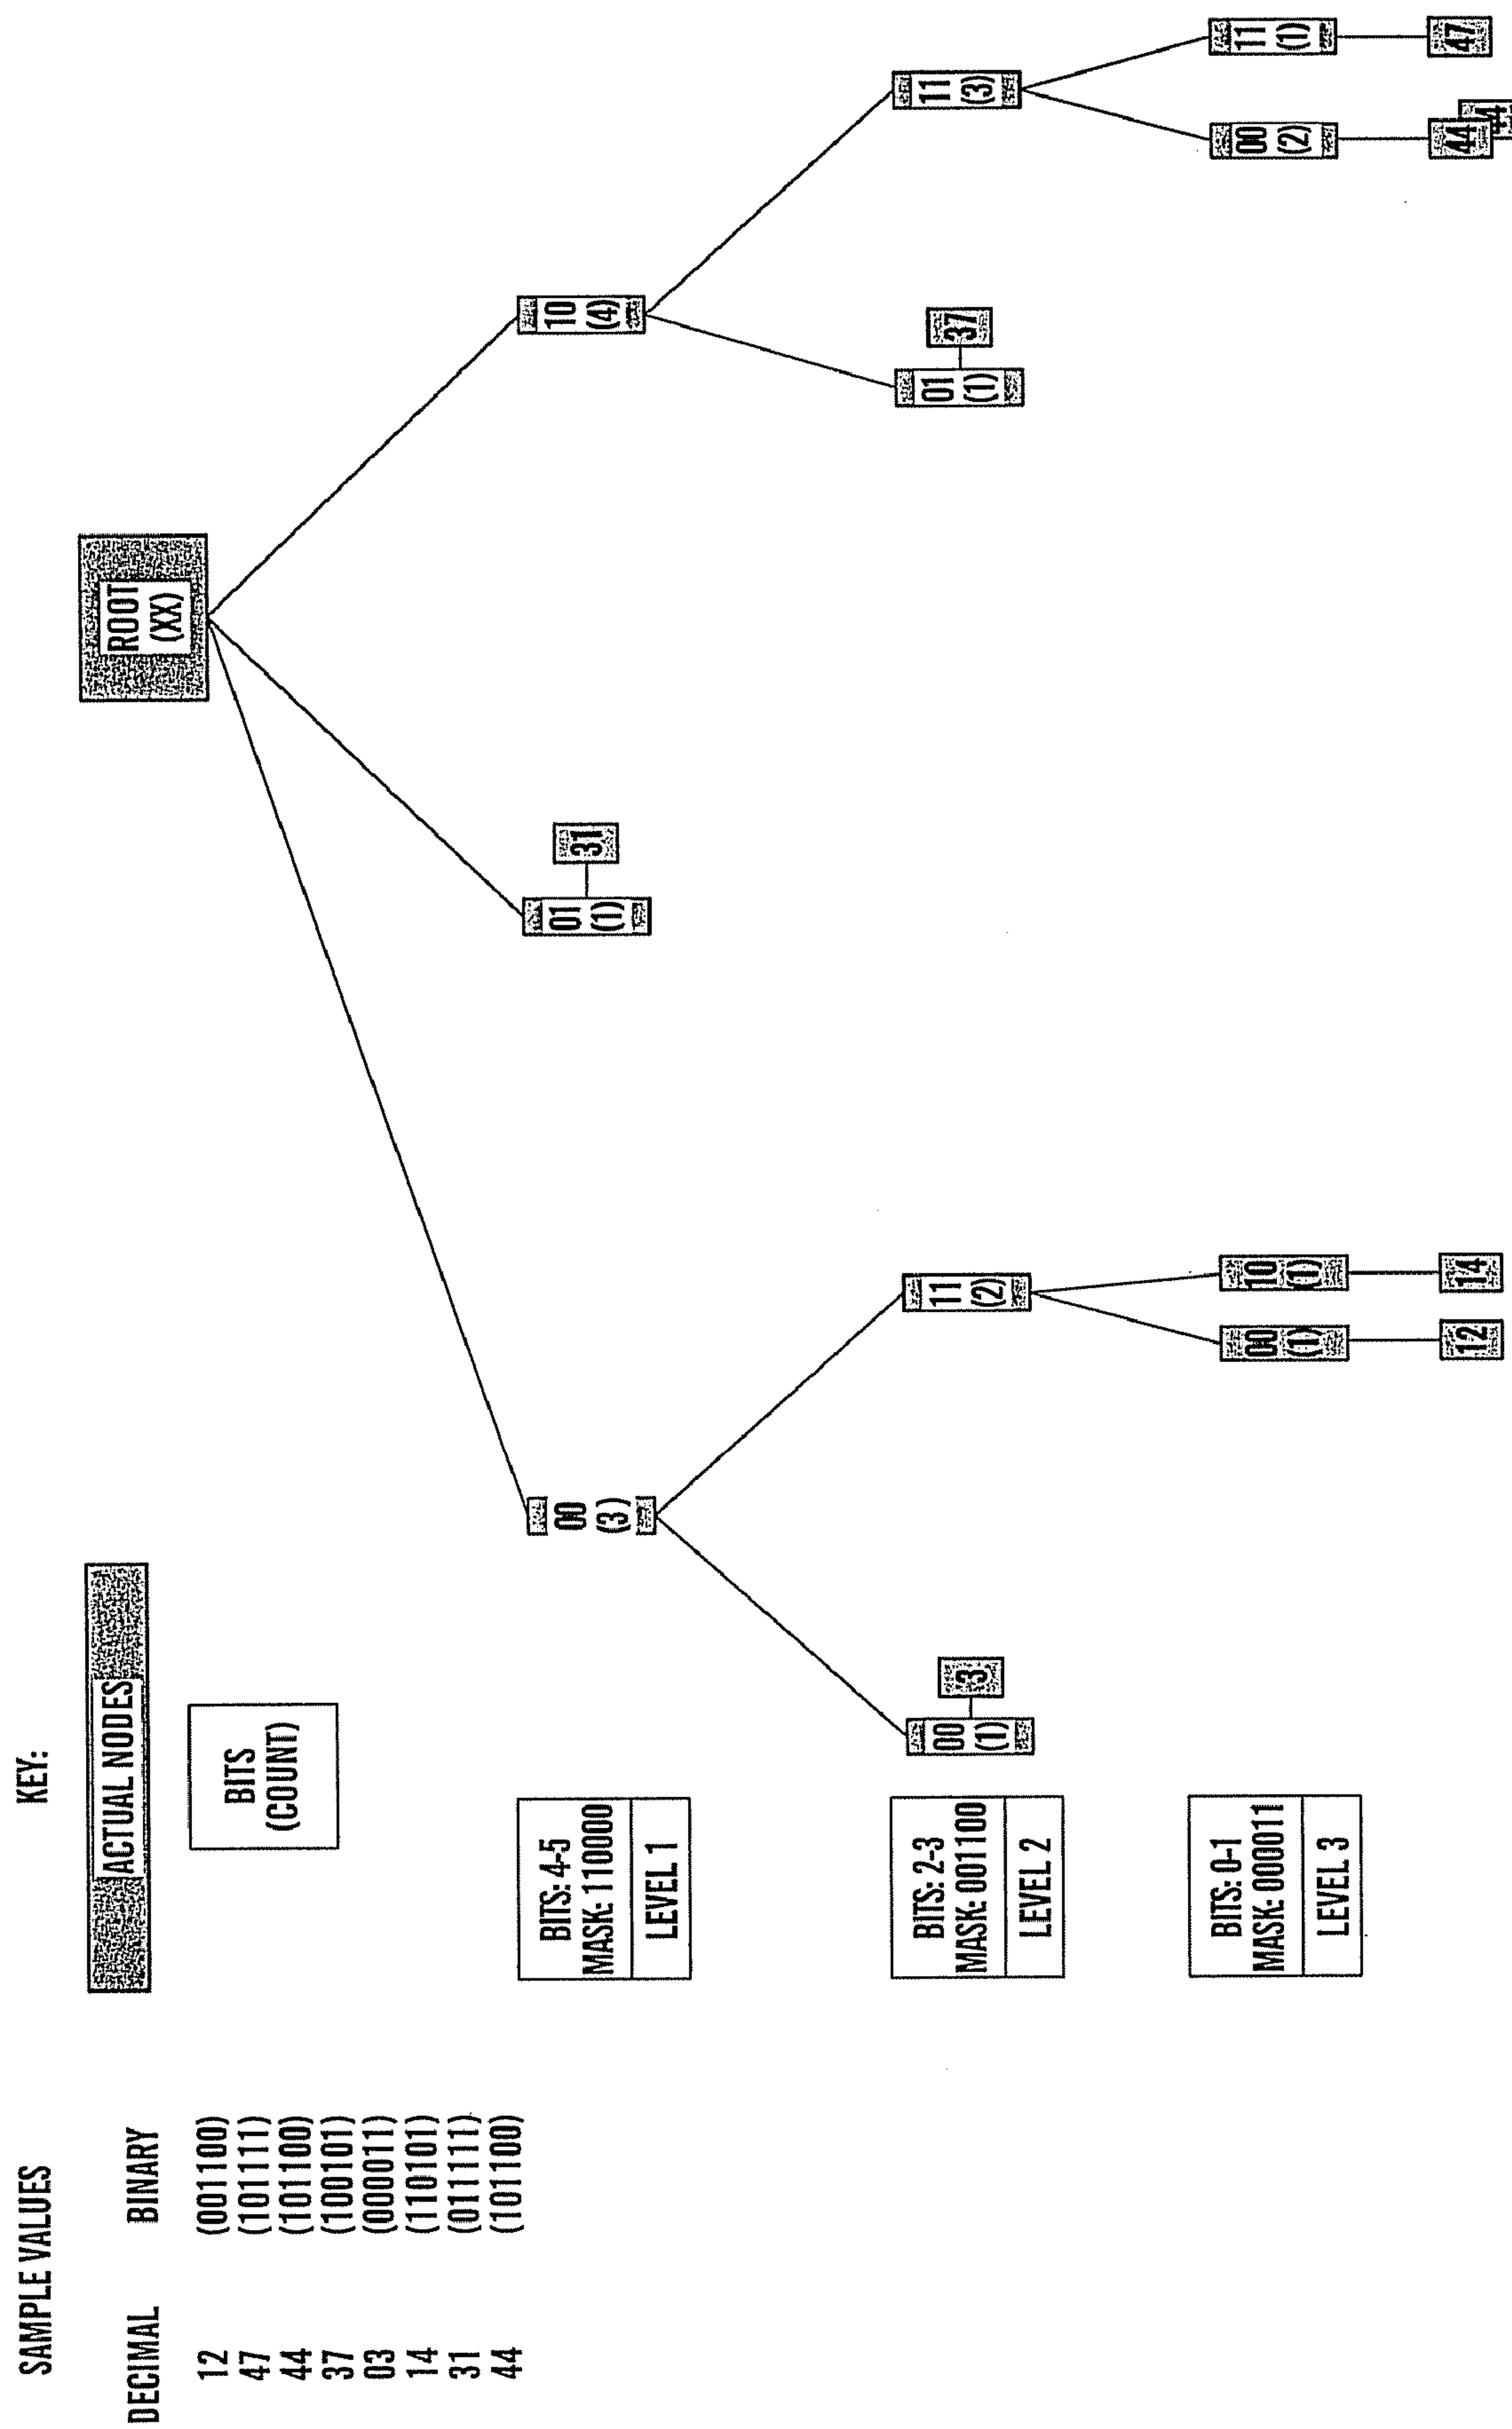 SAMPLE VALUES
DECIMAL BINARY
12 (001100)
47 (101111)
44 (101100)
37 (100101)
03 (000011)
14 (110101)
31 (011111)
44 (101100)
KEY:
ACTUAL NODES
BITS
(COUNT)
ROOT
(XX)
BITS: 4-5
MASK: 110000
LEVEL 1
00
(3)
01
(1)
31
10
(4)
BITS: 2-3
MASK: 001100
LEVEL 2
00
(1)
3
11
(2)
01
(1)
37
11
(3)
BITS: 0-1
MASK: 000011
LEVEL 3
00
(1)
10
(1)
00
(2)
11
(1)
12
14
44
44
47